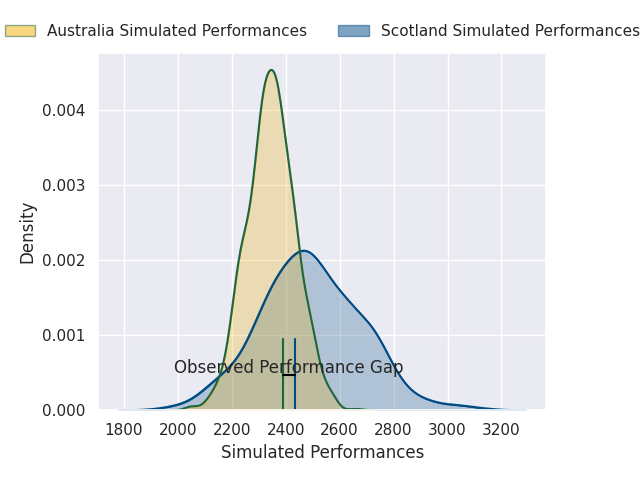 Australia Simulated Performances
Scotland Simulated Performances
0.004
0.003
0.002
0.001
0.000
Density
Observed Performance Gap
1800 2000 2200 2400 2600 2800 3000 3200
Simulated Performances